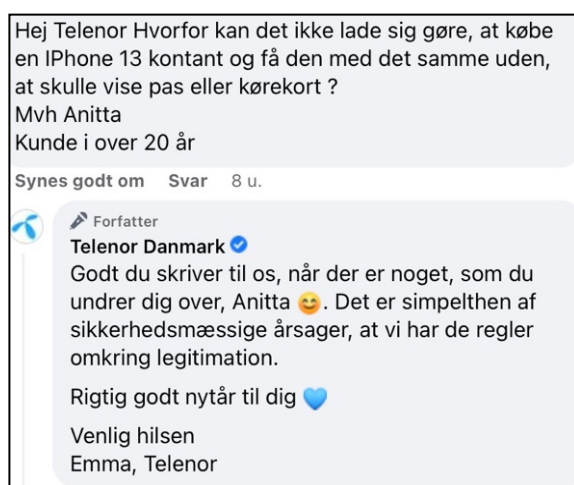 Hej Telenor Hvorfor kan det ikke lade sig gøre, at købe
en IPhone 13 kontant og få den med det samme uden,
at skulle vise pas eller kørekort ?
Mvh Anitta
Kunde i over 20 år
Synes godt om Svar 8 u.
Forfatter
Telenor Danmark
Godt du skriver til os, når der er noget, som du
undrer dig over, Anitta 😊. Det er simpelthen af
sikkerhedsmæssige årsager, at vi har de regler
omkring legitimation.
Rigtig godt nytår til dig 💙
Venlig hilsen
Emma, Telenor